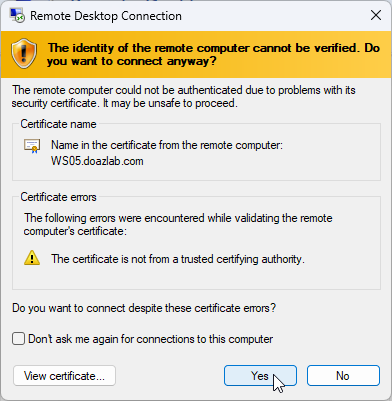 Remote Desktop Connection
The identity of the remote computer cannot be verified. Do
you want to connect anyway?
The remote computer could not be authenticated due to problems with its
security certificate. It may be unsafe to proceed.
Certificate name
Name in the certificate from the remote computer:
WS05.doazlab.com
Certificate errors
The following errors were encountered while validating the remote
computer's certificate:
The certificate is not from a trusted certifying authority.
Do you want to connect despite these certificate errors?
Don't ask me again for connections to this computer
View certificate...
Yes
No